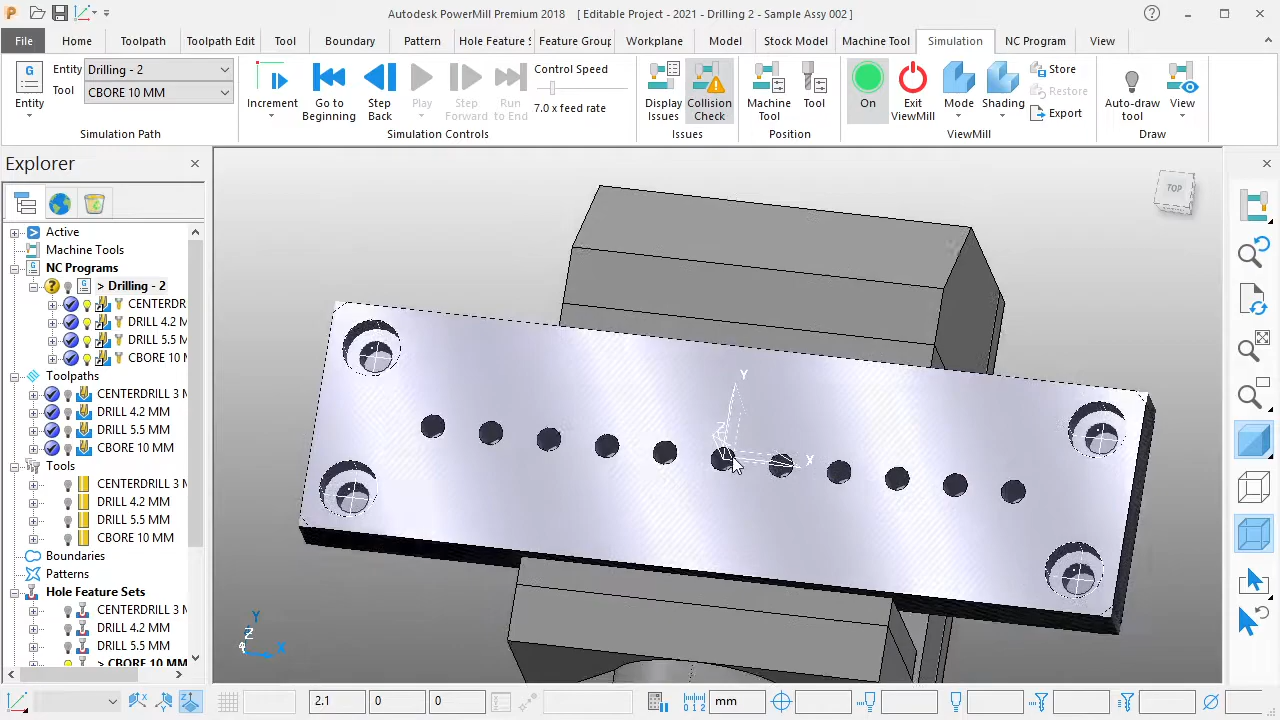 Autodesk PowerMill Premium 2018 [ Editable Project - 2021 - Drilling 2 - Sample Assy 002 ]
File Home Toolpath Toolpath Edit Tool Boundary Pattern Hole Feature S Feature Group Workplane Model Stock Model Machine Tool Simulation NC Program View
Entity
Entity Drilling - 2
Tool CBORE 10 MM
Simulation Path
Increment
Go to Beginning
Step Back
Play
Step Forward
Run to End
Control Speed
7.0 x feed rate
Simulation Controls
Display Issues
Collision Check
Issues
Machine Tool
Tool
Position
On
Exit ViewMill
Mode
Shading
Store
Restore
Export
ViewMill
Auto-draw tool
View
Draw
Explorer
Active
Machine Tools
NC Programs
> Drilling - 2
CENTERDR
DRILL 4.2 M
DRILL 5.5 M
CBORE 10 M
Toolpaths
CENTERDRILL 3 M
DRILL 4.2 MM
DRILL 5.5 MM
CBORE 10 MM
Tools
CENTERDRILL 3 M
DRILL 4.2 MM
DRILL 5.5 MM
CBORE 10 MM
Boundaries
Patterns
Hole Feature Sets
CENTERDRILL 3 M
DRILL 4.2 MM
DRILL 5.5 MM
> CBORE 10 MM
TOP
Y
Z
X
Y
Z
X
2.1 0 0 mm